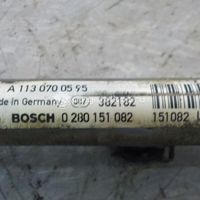 A 113 070 05 95
de in Germany 382182
BOSCH 0 280 151 082 151082